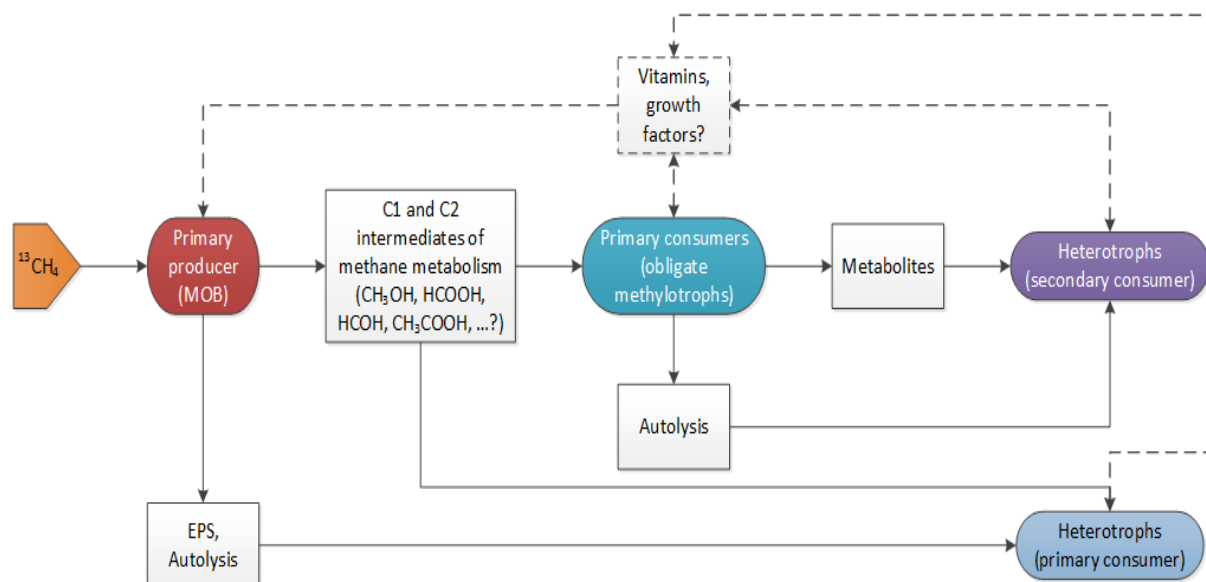 Vitamins,
growth
factors?
¹³CH₄
Primary
producer
(MOB)
C1 and C2
intermediates of
methane metabolism
(CH₃OH, HCOOH,
HCOH, CH₃COOH, ...?)
Primary consumers
(obligate
methylotrophs)
Metabolites
Heterotrophs
(secondary consumer)
Autolysis
EPS,
Autolysis
Heterotrophs
(primary consumer)